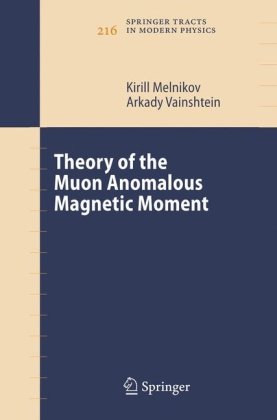 216
SPRINGER TRACTS
IN MODERN PHYSICS
Kirill Melnikov
Arkady Vainshtein
Theory of the
Muon Anomalous
Magnetic Moment
Springer